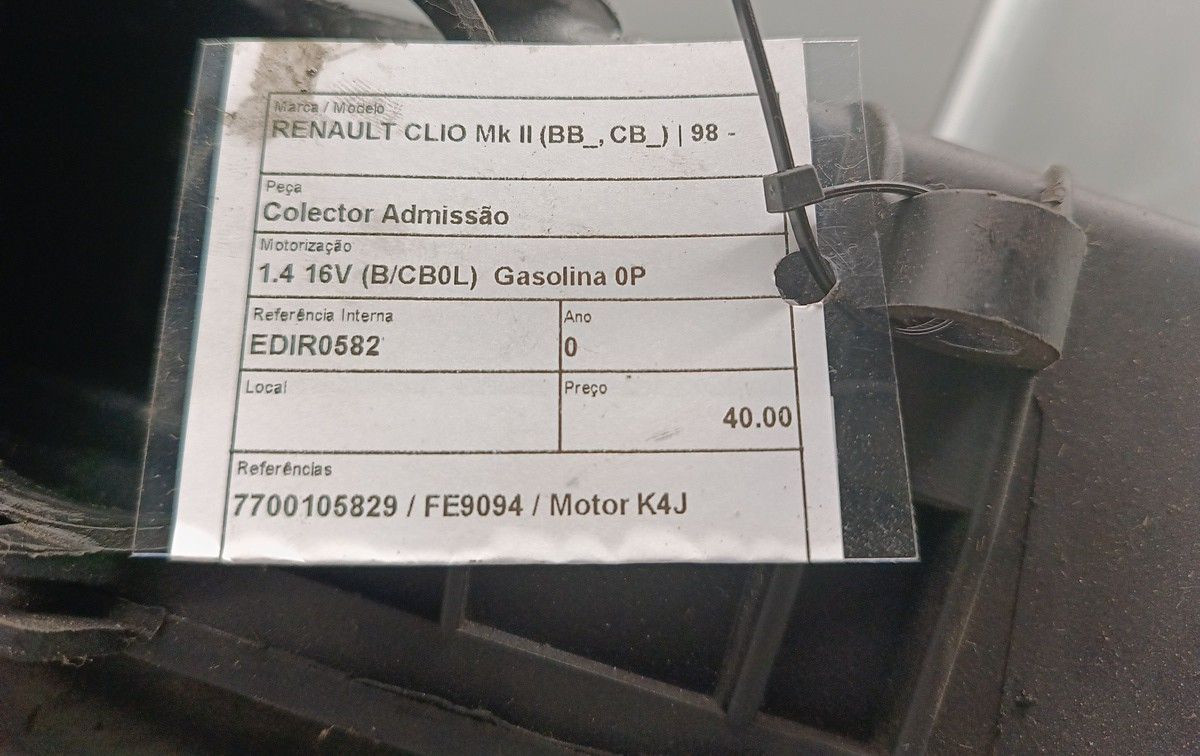 Marca / Modelo
RENAULT CLIO Mk II (BB_, CB_) | 98 -
Peça
Colector Admissão
Motorização
1.4 16V (B/CB0L) Gasolina 0P
Referência Interna
EDIR0582
Ano
0
Local
Preço
40.00
Referências
7700105829 / FE9094 / Motor K4J